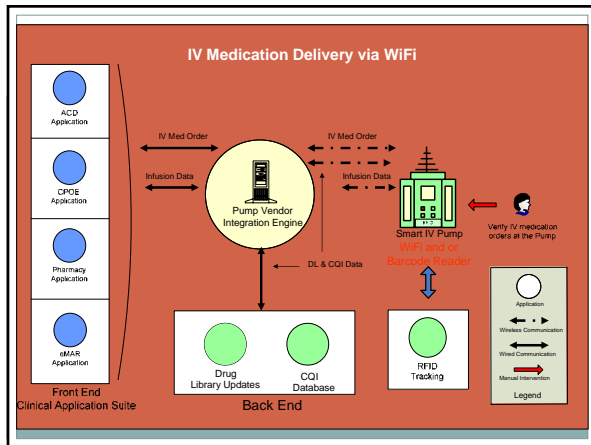 IV Medication Delivery via WiFi
ACD
Application
CPOE
Application
Pharmacy
Application
eMAR
Application
Front End
Clinical Application Suite
IV Med Order
Infusion Data
Pump Vendor
Integration Engine
IV Med Order
Infusion Data
DL & CQI Data
Smart IV Pump
WiFi and or
Barcode Reader
Verify IV medication
orders at the Pump
Drug
Library Updates
CQI
Database
Back End
RFID
Tracking
Application
Wireless Communication
Wired Communication
Manual Intervention
Legend